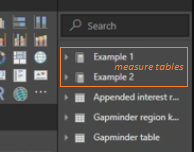 Search
Example 1
measure tables
Example 2
Appended interest r...
Gapminder region k...
Gapminder table